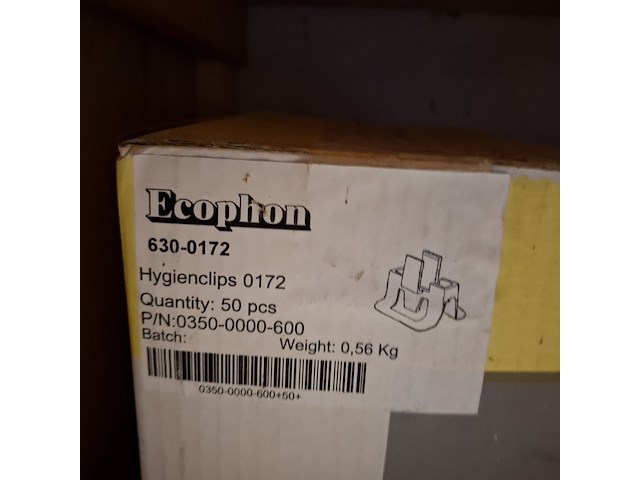 Ecophon
630-0172
Hygienclips 0172
Quantity: 50 pcs
P/N:0350-0000-600
Batch:
Weight: 0,56 Kg
0350-0000-600+50+